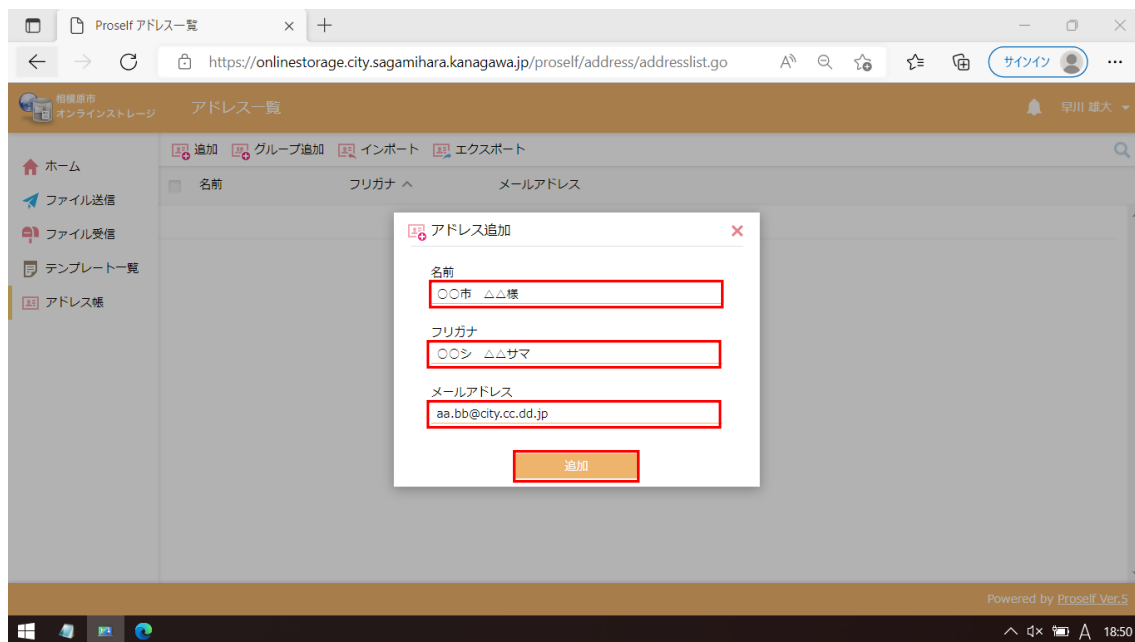 Proself アドレス一覧
https://onlinestorage.city.sagamihara.kanagawa.jp/proself/address/addresslist.go
サインイン
相模原市
オンラインストレージ
アドレス一覧
早川 雄大
追加 グループ追加 インポート エクスポート
ホーム
ファイル送信
ファイル受信
テンプレート一覧
アドレス帳
名前 フリガナ メールアドレス
アドレス追加
名前
○○市 △△様
フリガナ
○○シ △△サマ
メールアドレス
aa.bb@city.cc.dd.jp
追加
Powered by Proself Ver.5
A 18:50